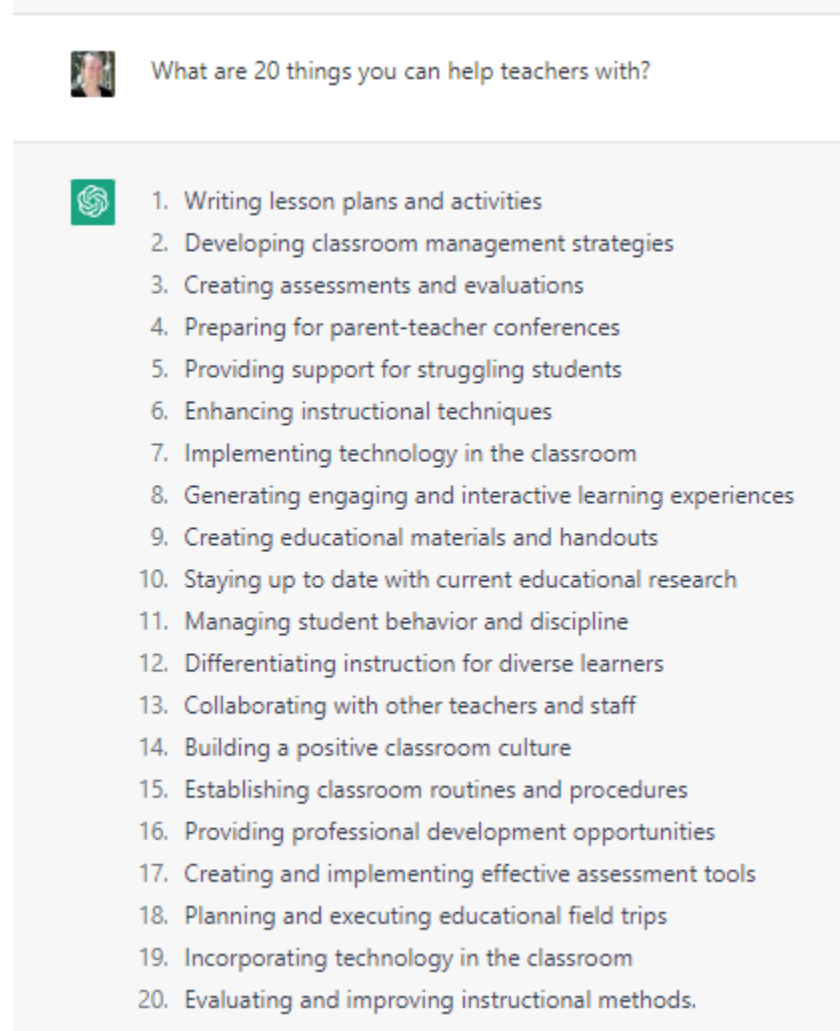 What are 20 things you can help teachers with?
1. Writing lesson plans and activities
2. Developing classroom management strategies
3. Creating assessments and evaluations
4. Preparing for parent-teacher conferences
5. Providing support for struggling students
6. Enhancing instructional techniques
7. Implementing technology in the classroom
8. Generating engaging and interactive learning experiences
9. Creating educational materials and handouts
10. Staying up to date with current educational research
11. Managing student behavior and discipline
12. Differentiating instruction for diverse learners
13. Collaborating with other teachers and staff
14. Building a positive classroom culture
15. Establishing classroom routines and procedures
16. Providing professional development opportunities
17. Creating and implementing effective assessment tools
18. Planning and executing educational field trips
19. Incorporating technology in the classroom
20. Evaluating and improving instructional methods.